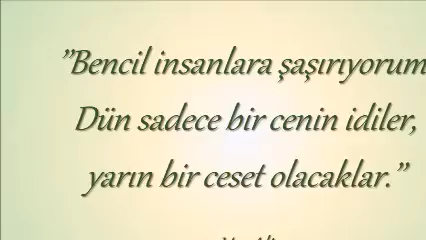 "Bencil insanlara şaşırıyorum
Dün sadece bir cenin idiler,
yarın bir ceset olacaklar."